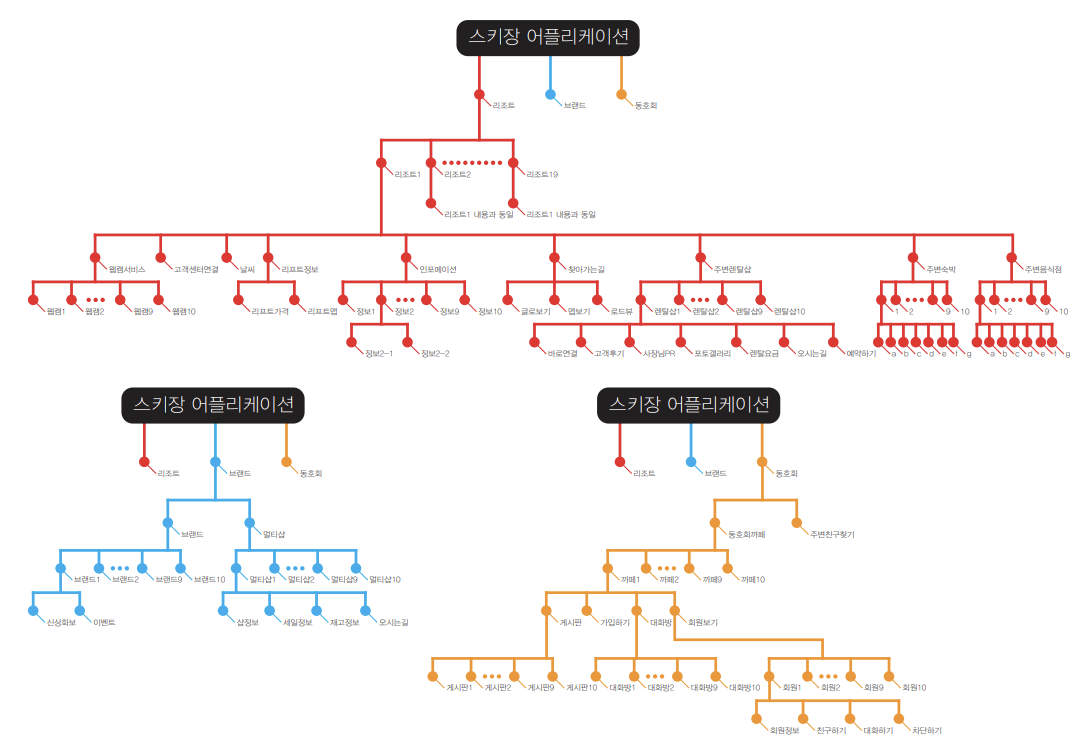 스키장 어플리케이션
리조트 브랜드 동호회
리조트1 리조트2 리조트19
리조트1 내용과 동일 리조트1 내용과 동일
웹캠서비스 고객센터연결 날씨 리프트정보 인포메이션 찾아가는길 주변렌탈샵 주변숙박 주변음식점
웹캠1 웹캠2 웹캠9 웹캠10 리프트가격 리프트맵 정보1 정보2 정보9 정보10 글로보기 맵보기 로드뷰 렌탈샵1 렌탈샵2 렌탈샵9 렌탈샵10 1 2 9 10 1 2 9 10
정보2-1 정보2-2 바로연결 고객후기 사장님PR 포토갤러리 렌탈요금 오시는길 예약하기 a b c d e f g a b c d e f g
스키장 어플리케이션
리조트 브랜드 동호회
브랜드 멀티샵
브랜드1 브랜드2 브랜드9 브랜드10 멀티샵1 멀티샵2 멀티샵9 멀티샵10
신상화보 이벤트 샵정보 세일정보 재고정보 오시는길
스키장 어플리케이션
리조트 브랜드 동호회
동호회까페 주변친구찾기
까페1 까페2 까페9 까페10
게시판 가입하기 대화방 회원보기
게시판1 게시판2 게시판9 게시판10 대화방1 대화방2 대화방9 대화방10 회원1 회원2 회원9 회원10
회원정보 친구하기 대화하기 차단하기